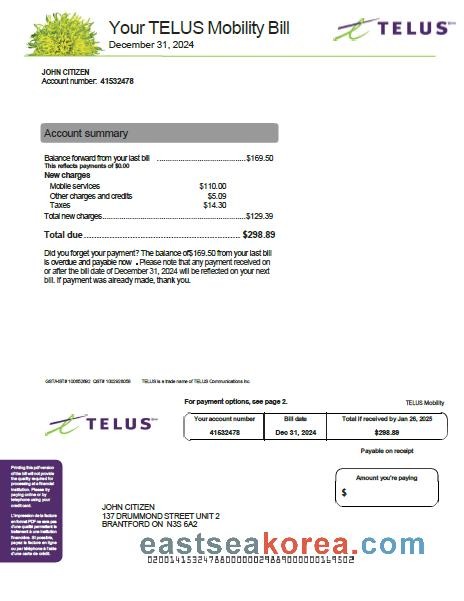 Your TELUS Mobility Bill
December 31, 2024
TELUS
JOHN CITIZEN
Account number: 41532478
Account summary
Balance forward from your last bill ....................................$169.50
This reflects payments of $0.00
New charges
Mobile services $110.00
Other charges and credits $5.09
Taxes $14.30
Total new charges..........................................................$129.39
Total due .......................................................... $298.89
Did you forget your payment? The balance of$169.50 from your last bill
is overdue and payable now . Please note that any payment received on
or after the bill date of December 31, 2024 will be reflected on your next
bill. If payment was already made, thank you.
TELUS is a trade name of TELUS Communications Inc
For payment options, see page 2.
TELUS Mobility
TELUS
Your account number Bill date Total if received by Jan 26, 2025
41532478 Dec 31, 2024 $298.89
Payable on receipt
Amount you're paying
$
Printing this pdf version
of the bill will not provide
the quality required for
processing at a financial
institution. Please by
paying online or by
telephone using your
credit card.
L'impression de la facture
en format PDF ne sera pas
d'une qualité permettant le
traitement à une institution
financière. Si possible,
payez la facture en ligne
ou par téléphone à l'aide
d'une carte de crédit.
JOHN CITIZEN
137 DRUMMOND STREET UNIT 2
BRANTFORD ON N3S 6A2
eastseakorea.com